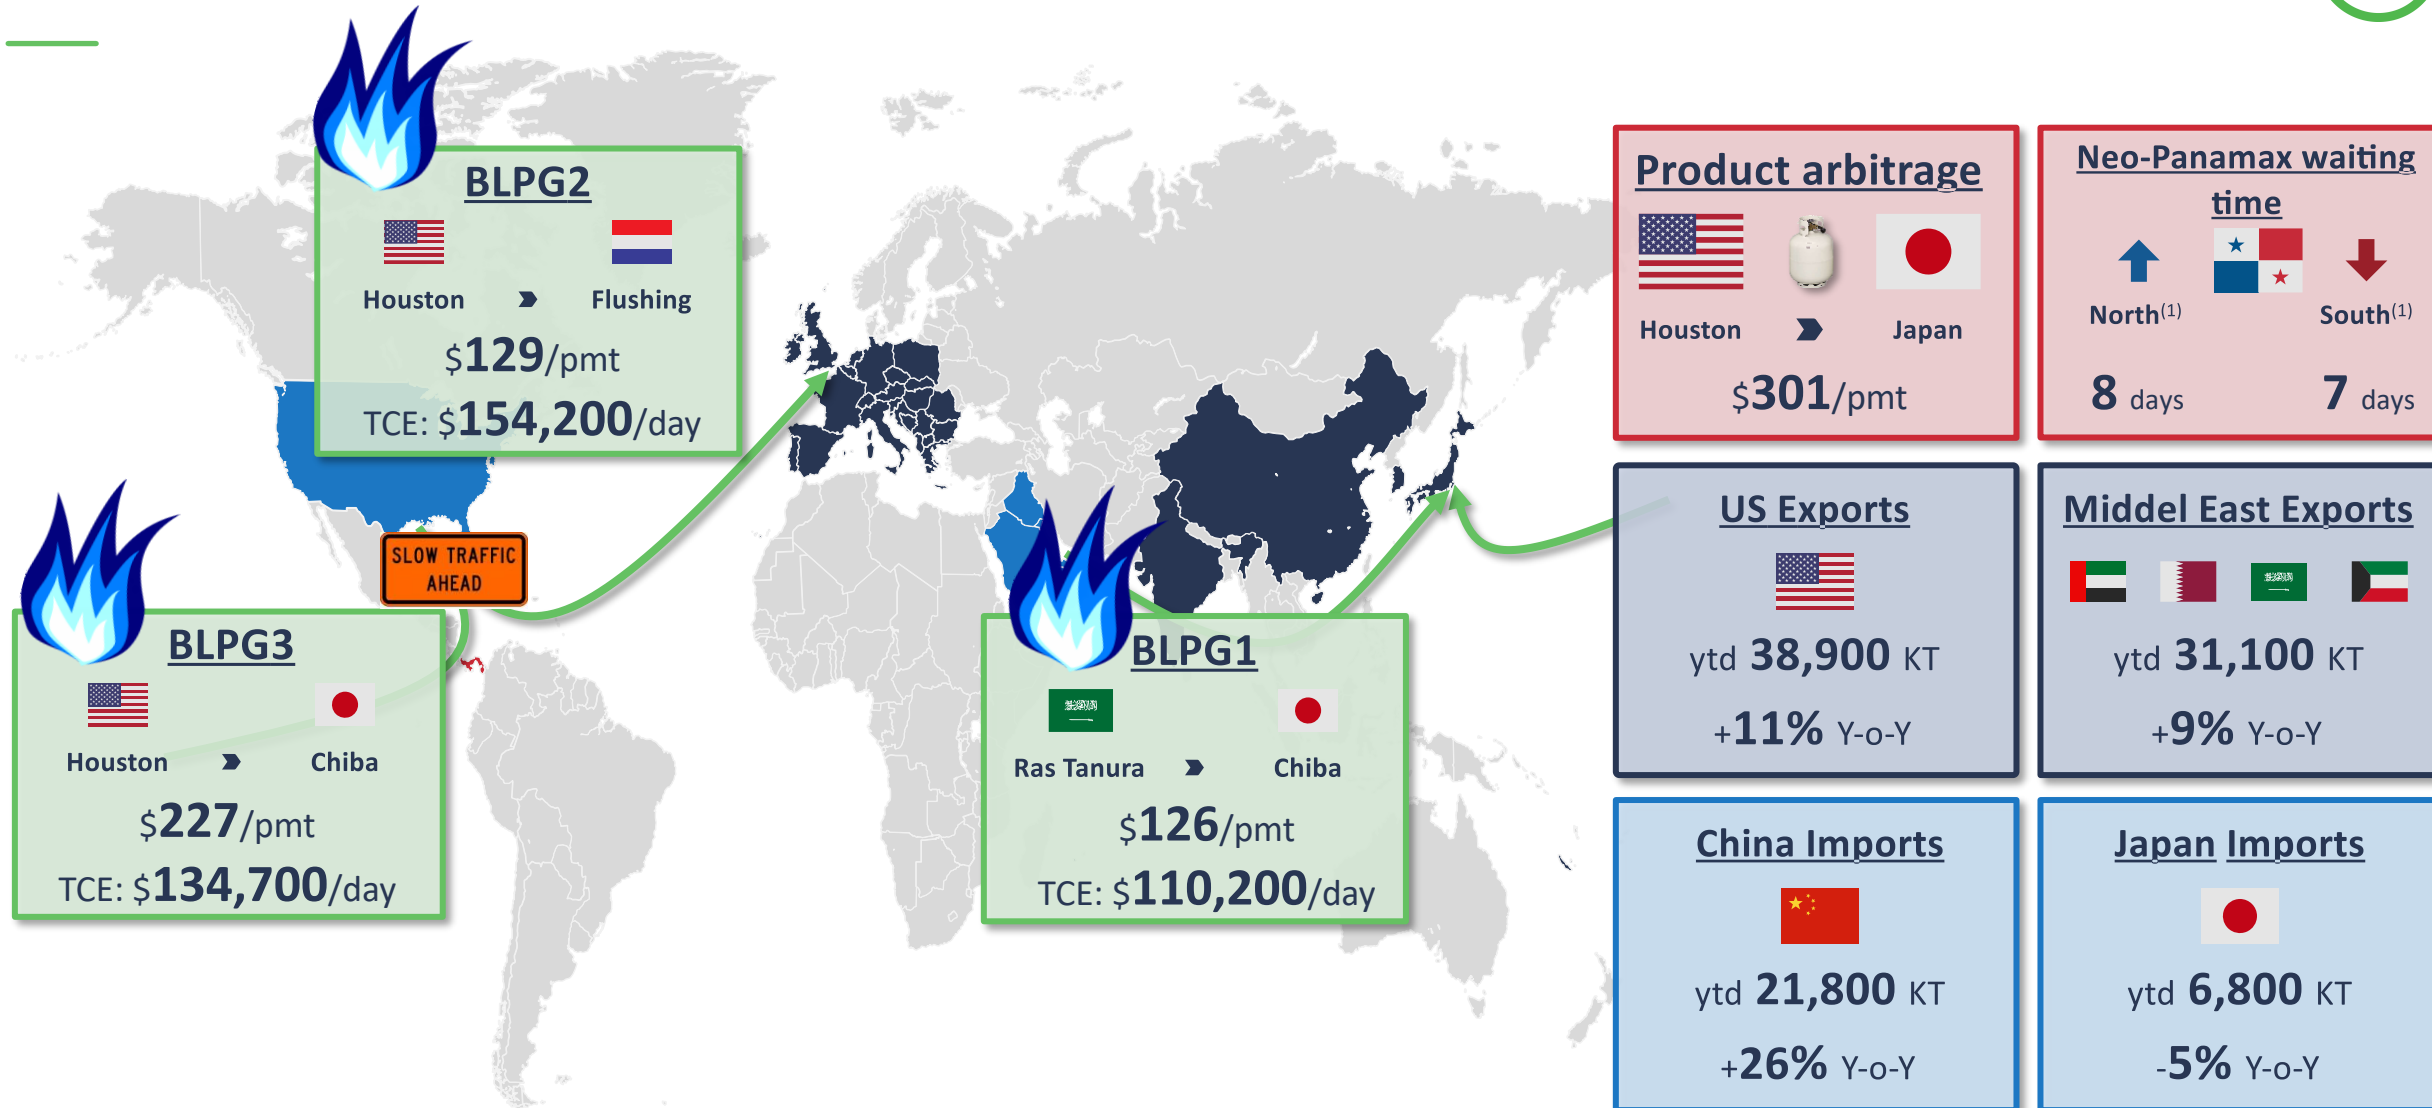 BLPG2
Houston Flushing
$129/pmt
TCE: $154,200/day
SLOW TRAFFIC
AHEAD
BLPG3
Houston Chiba
$227/pmt
TCE: $134,700/day
BLPG1
Ras Tanura Chiba
$126/pmt
TCE: $110,200/day
Product arbitrage
Houston Japan
$301/pmt
Neo-Panamax waiting
time
North(1) South(1)
8 days 7 days
US Exports
ytd 38,900 KT
+11% Y-o-Y
Middel East Exports
ytd 31,100 KT
+9% Y-o-Y
China Imports
ytd 21,800 KT
+26% Y-o-Y
Japan Imports
ytd 6,800 KT
-5% Y-o-Y